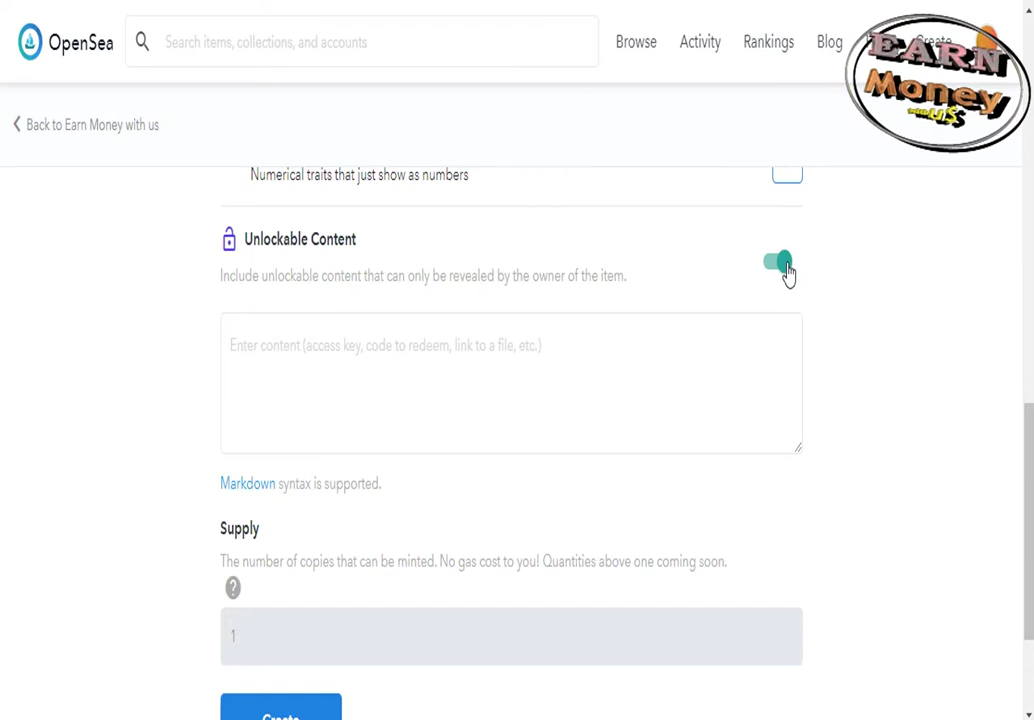 OpenSea
Search items, collections, and accounts
Browse
Activity
Rankings
Blog
Create
EARN
Money
with u$
Back to Earn Money with us
Numerical traits that just show as numbers
Unlockable Content
Include unlockable content that can only be revealed by the owner of the item.
Enter content (access key, code to redeem, link to a file, etc.)
Markdown syntax is supported.
Supply
The number of copies that can be minted. No gas cost to you! Quantities above one coming soon.
?
1
Create